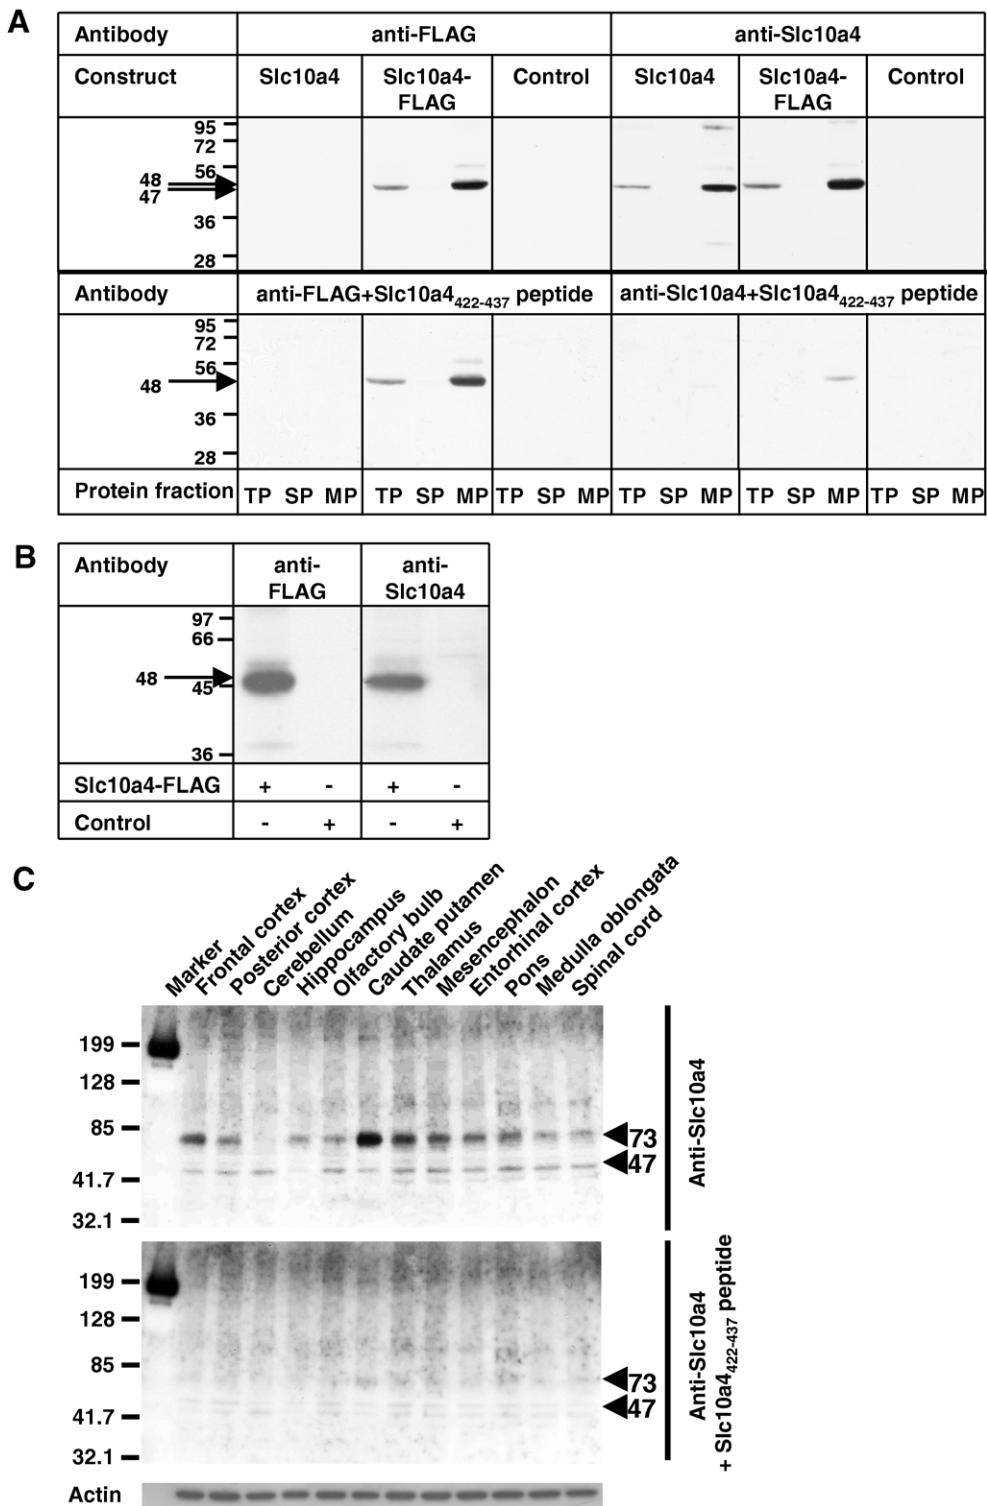 A
Antibody anti-FLAG anti-Slc10a4
Construct Slc10a4 Slc10a4-FLAG Control Slc10a4 Slc10a4-FLAG Control
95
72
56
48
47
36
28
Antibody anti-FLAG+Slc10a4422-437 peptide anti-Slc10a4+Slc10a4422-437 peptide
95
72
56
48
36
28
Protein fraction TP SP MP TP SP MP TP SP MP TP SP MP TP SP MP TP SP MP
B
Antibody anti-FLAG anti-Slc10a4
97
66
48
45
36
Slc10a4-FLAG + - + -
Control - + - +
C
Marker
Frontal cortex
Posterior cortex
Cerebellum
Hippocampus
Olfactory bulb
Caudate putamen
Thalamus
Mesencephalon
Entorhinal cortex
Pons
Medulla oblongata
Spinal cord
199
128
85
73
47
41.7
32.1
Anti-Slc10a4
199
128
85
73
47
41.7
32.1
Anti-Slc10a4
+ Slc10a4422-437 peptide
Actin